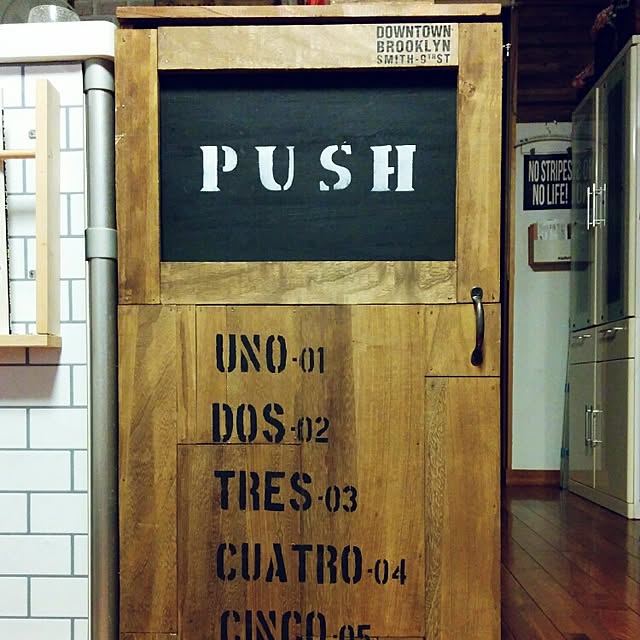 DOWNTOWN
BROOKLYN
SMITH-9TH ST
PUSH
NO STRIPES
NO LIFE!
UNO-01
DOS-02
TRES-03
CUATRO-04
CINCO-05